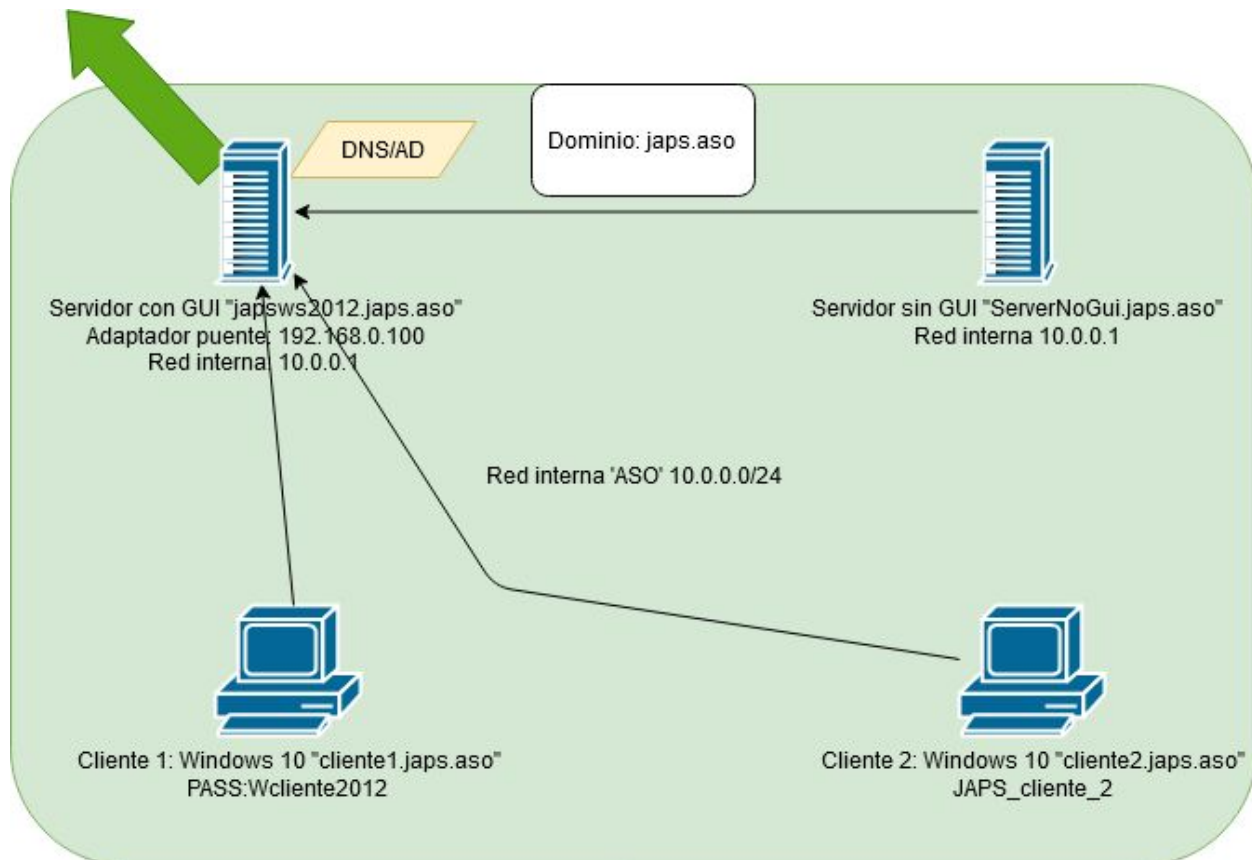 DNS/AD
Dominio: japs.aso
Servidor con GUI "japsws2012.japs.aso"
Adaptador puente: 192.168.0.100
Red interna: 10.0.0.1
Servidor sin GUI "ServerNoGui.japs.aso"
Red interna 10.0.0.1
Red interna 'ASO' 10.0.0.0/24
Cliente 1: Windows 10 "cliente1.japs.aso"
PASS:Wcliente2012
Cliente 2: Windows 10 "cliente2.japs.aso"
JAPS_cliente_2